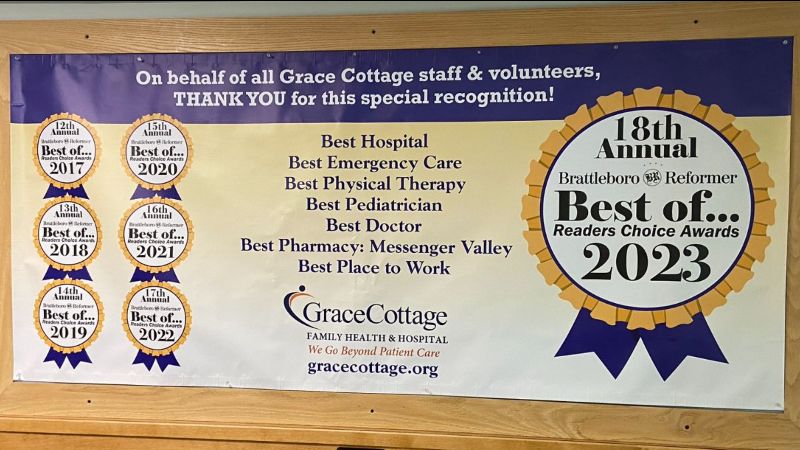 On behalf of all Grace Cottage staff & volunteers,
THANK YOU for this special recognition!
12th
Annual
Brattleboro Reformer
Best of...
Readers Choice Awards
2017
15th
Annual
Brattleboro Reformer
Best of...
Readers Choice Awards
2020
13th
Annual
Brattleboro Reformer
Best of...
Readers Choice Awards
2018
16th
Annual
Brattleboro Reformer
Best of...
Readers Choice Awards
2021
14th
Annual
Brattleboro Reformer
Best of...
Readers Choice Awards
2019
17th
Annual
Brattleboro Reformer
Best of...
Readers Choice Awards
2022
Best Hospital
Best Emergency Care
Best Physical Therapy
Best Pediatrician
Best Doctor
Best Pharmacy: Messenger Valley
Best Place to Work
GraceCottage
FAMILY HEALTH & HOSPITAL
We Go Beyond Patient Care
gracecottage.org
18th
Annual
Brattleboro Reformer
Best of...
Readers Choice Awards
2023